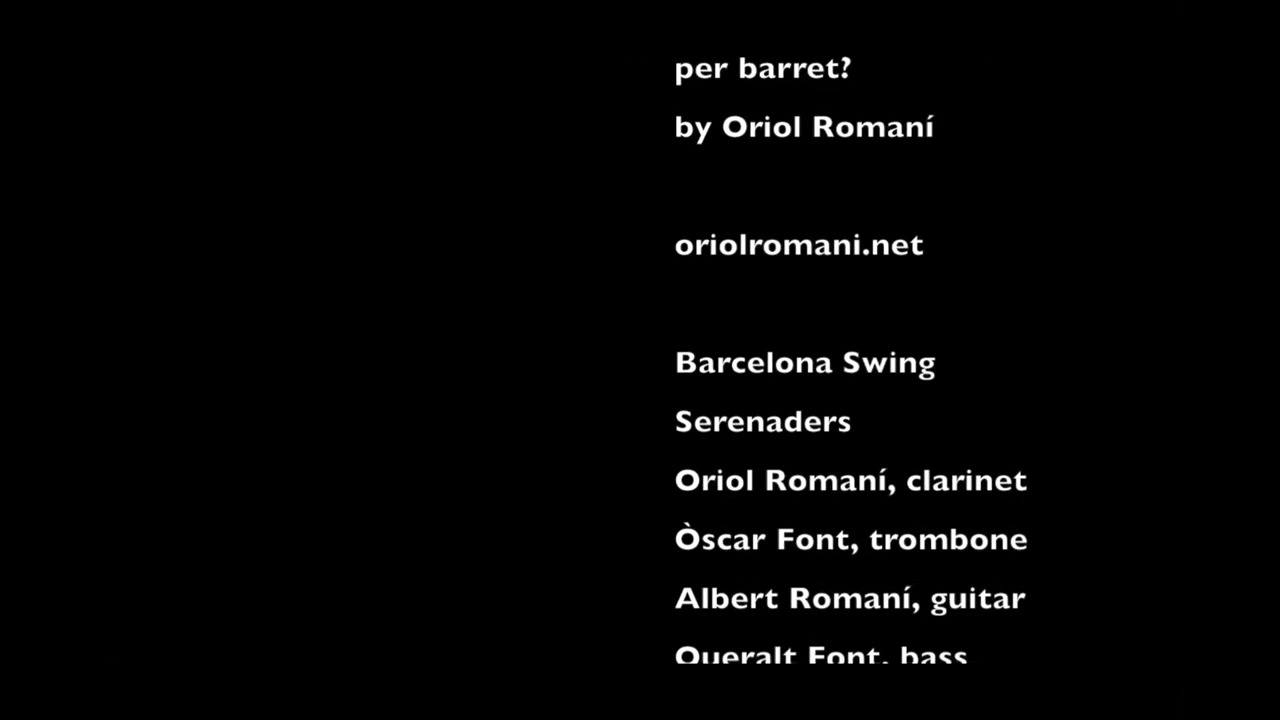 per barret?
by Oriol Romaní
oriolromani.net
Barcelona Swing
Serenaders
Oriol Romaní, clarinet
Òscar Font, trombone
Albert Romaní, guitar
Queralt Font, bass